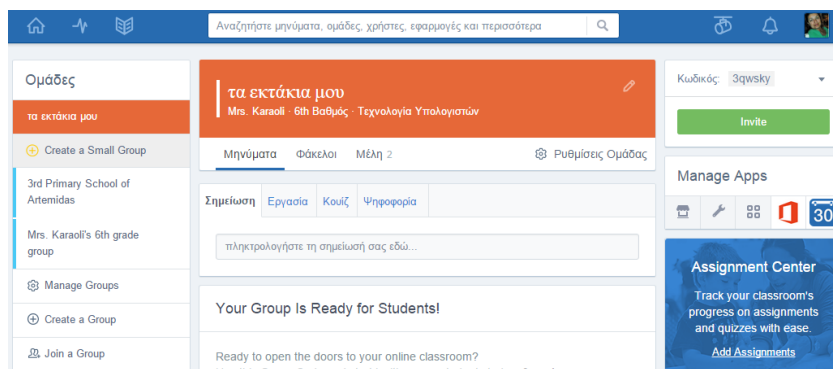 Αναζητήστε μηνύματα, ομάδες, χρήστες, εφαρμογές και περισσότερα
Ομάδες
τα εκτάκια μου
Create a Small Group
3rd Primary School of
Artemidas
Mrs. Karaoli's 6th grade
group
Manage Groups
Create a Group
Join a Group
τα εκτάκια μου
Mrs. Karaoli · 6th Βαθμός · Τεχνολογία Υπολογιστών
Μηνύματα Φάκελοι Μέλη 2 Ρυθμίσεις Ομάδας
Σημείωση Εργασία Κουίζ Ψηφοφορία
πληκτρολογήστε τη σημείωσή σας εδώ...
Your Group Is Ready for Students!
Ready to open the doors to your online classroom?
Κωδικός: 3qwsky
Invite
Manage Apps
30
Assignment Center
Track your classroom's
progress on assignments
and quizzes with ease.
Add Assignments